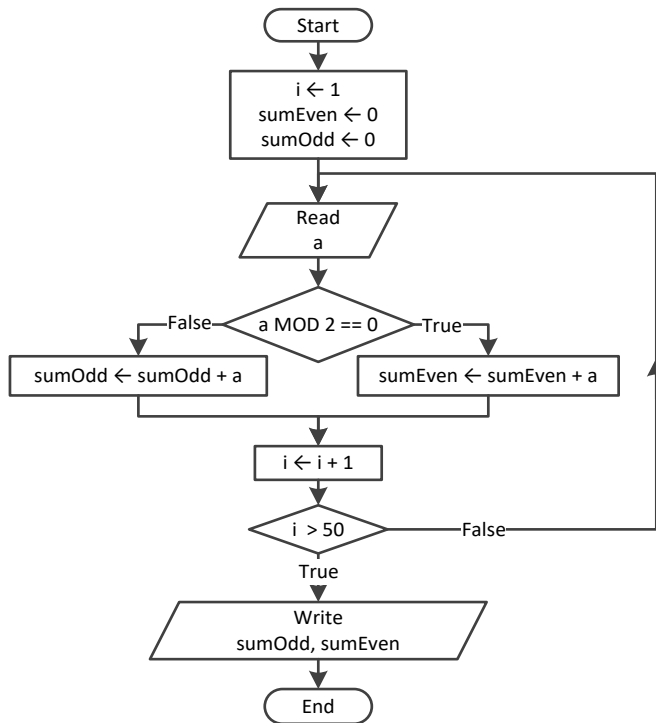 Start
i ← 1
sumEven ← 0
sumOdd ← 0
Read
a
a MOD 2 == 0
False
True
sumOdd ← sumOdd + a
sumEven ← sumEven + a
i ← i + 1
i > 50
False
True
Write
sumOdd, sumEven
End